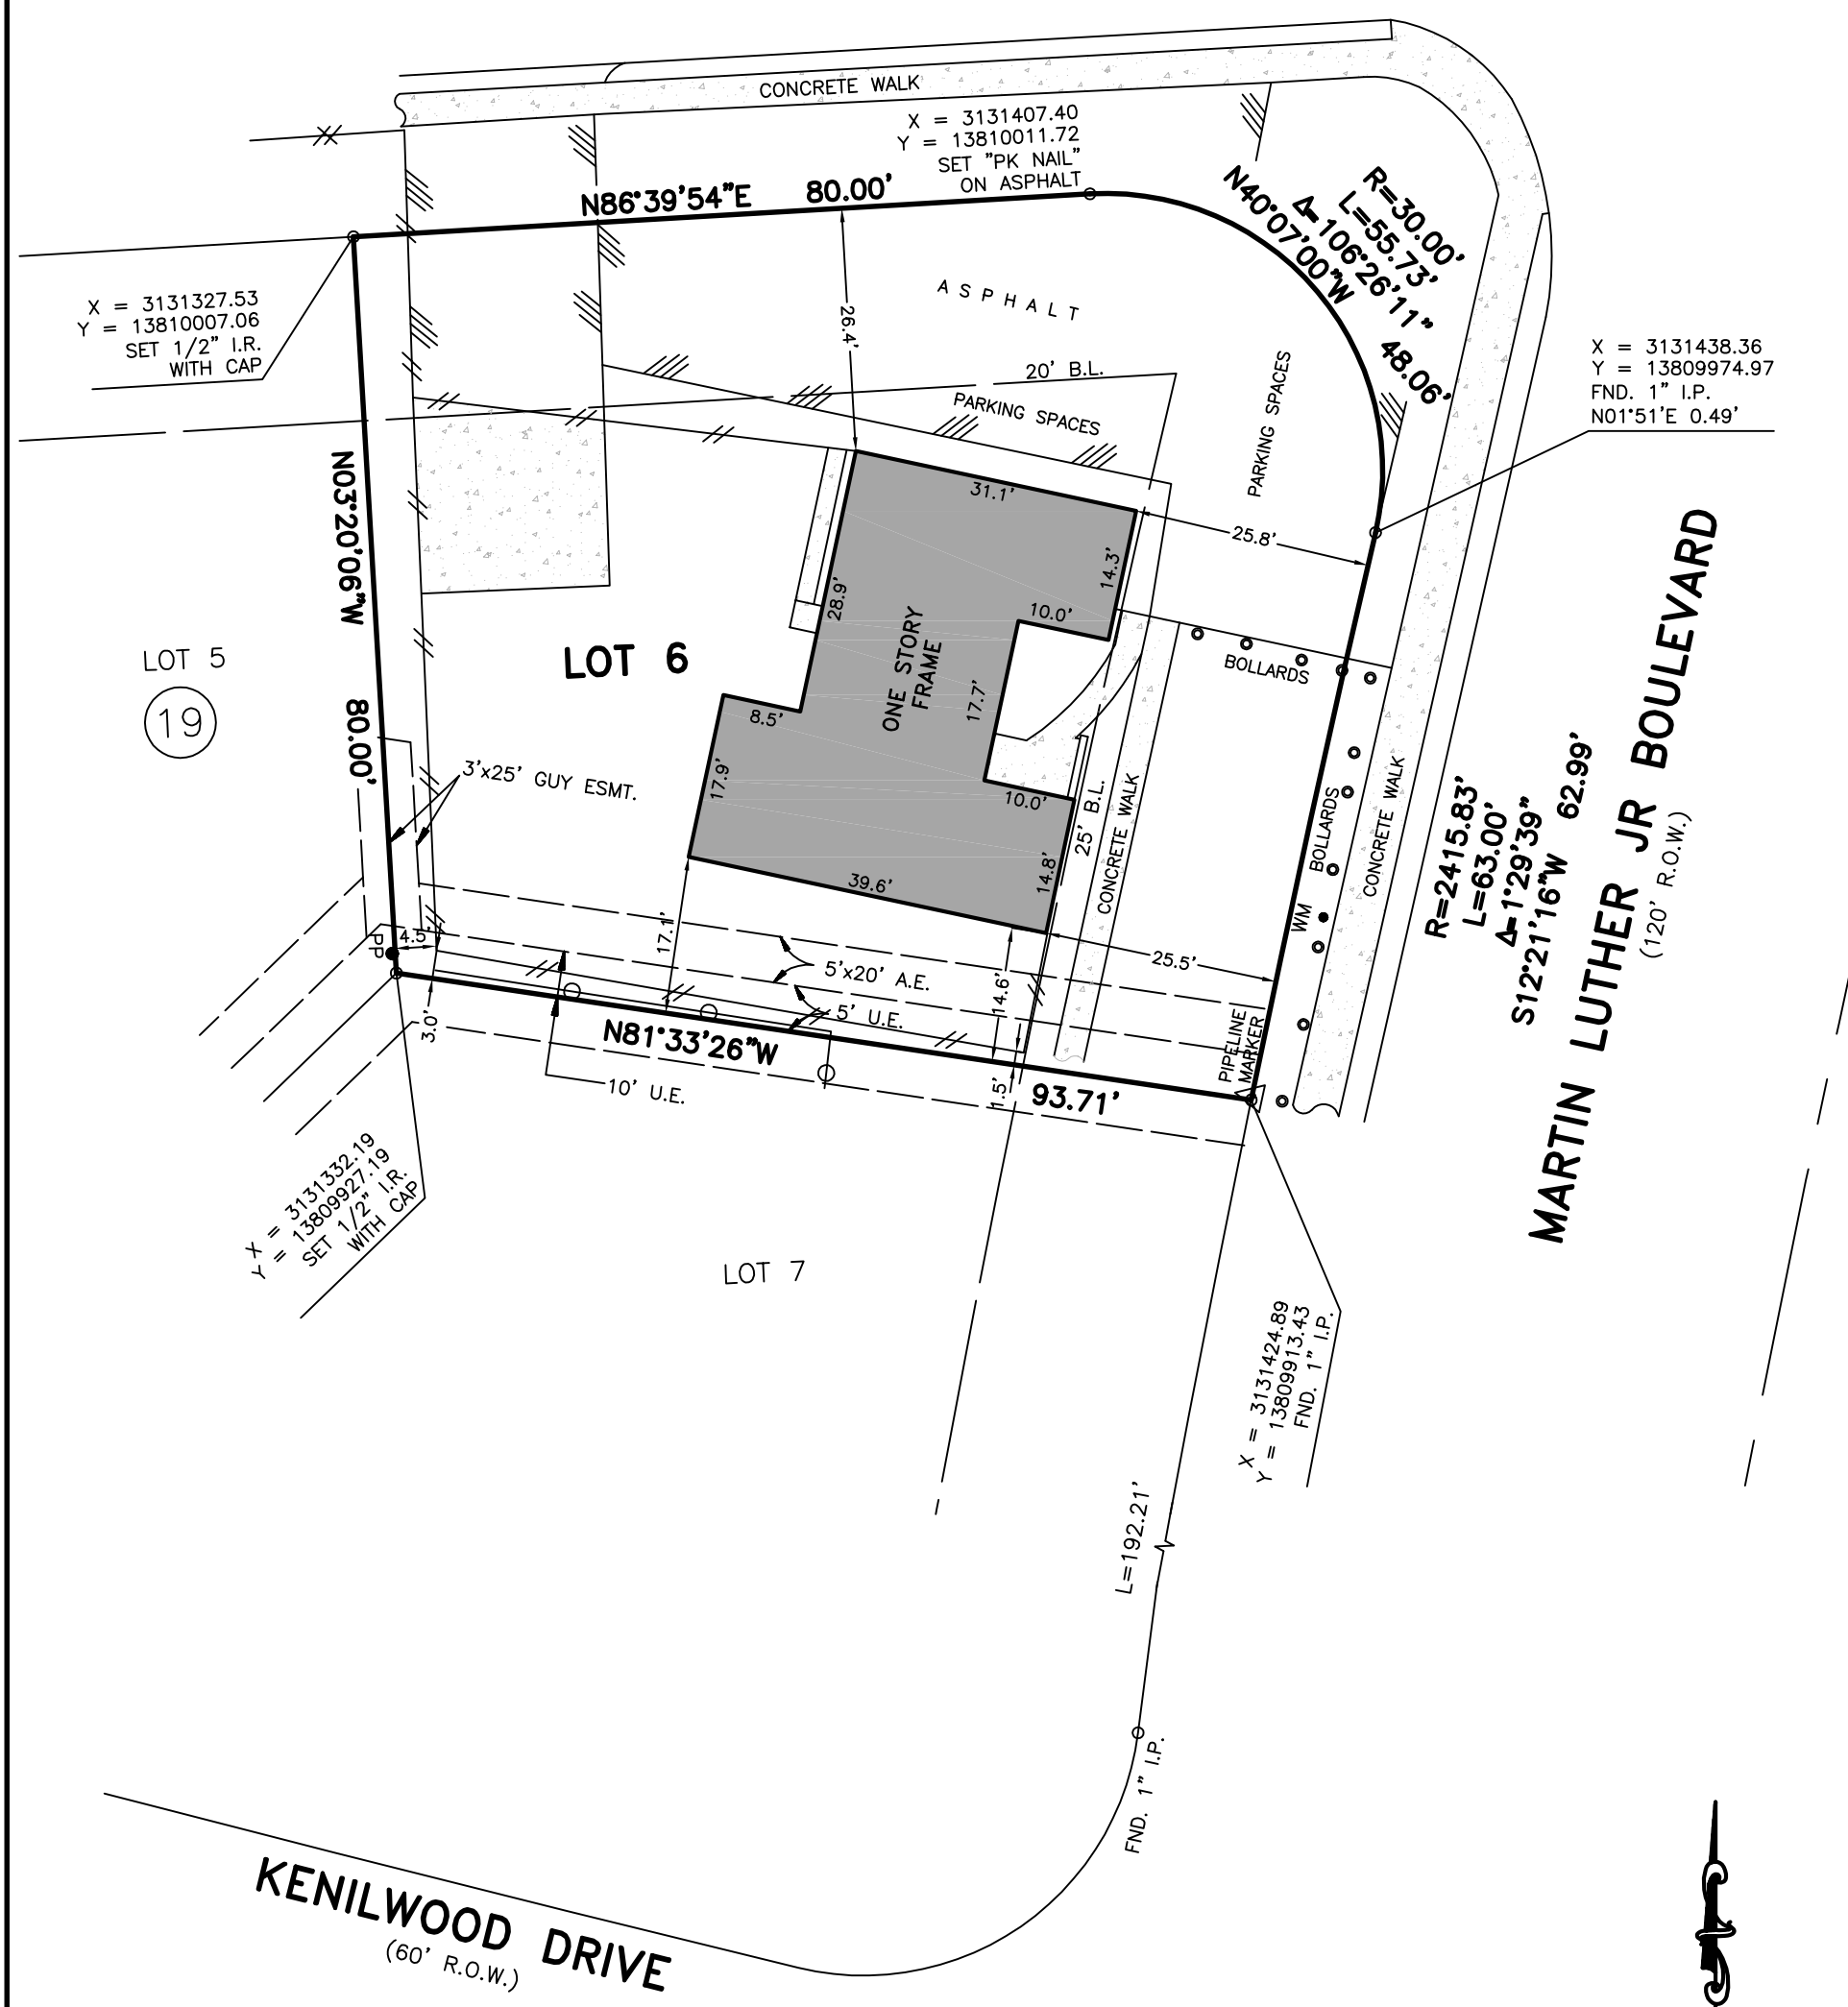 CONCRETE WALK
X = 3131407.40
Y = 13810011.72
SET "PK NAIL"
ON ASPHALT
N86°39'54"E 80.00'
R=30.00'
L=55.73'
Δ=106°26'11"
N40°07'00"W 48.06'
X = 3131327.53
Y = 13810007.06
SET 1/2" I.R.
WITH CAP
ASPHALT
26.4'
20' B.L.
PARKING SPACES
PARKING SPACES
X = 3131438.36
Y = 13809974.97
FND. 1" I.P.
N01°51'E 0.49'
N03°20'06"W 80.00'
31.1'
25.8'
14.3'
28.9'
10.0'
LOT 5
19
LOT 6
ONE STORY
FRAME
17.7'
8.5'
BOLLARDS
3'x25' GUY ESMT.
17.9'
10.0'
25' B.L.
CONCRETE WALK
BOLLARDS
CONCRETE WALK
R=2415.83'
L=63.00'
Δ=1°29'39"
S12°21'16"W 62.99'
MARTIN LUTHER JR BOULEVARD
(120' R.O.W.)
14.8'
39.6'
WM
PP
4.5'
17.1'
5'x20' A.E.
14.6'
25.5'
5' U.E.
3.0'
N81°33'26"W 93.71'
10' U.E.
1.5'
PIPELINE
MARKER
X = 3131332.19
Y = 13809927.19
SET 1/2" I.R.
WITH CAP
LOT 7
X = 3131424.89
Y = 13809913.43
FND. 1" I.P.
L=192.21'
FND. 1" I.P.
KENILWOOD DRIVE
(60' R.O.W.)